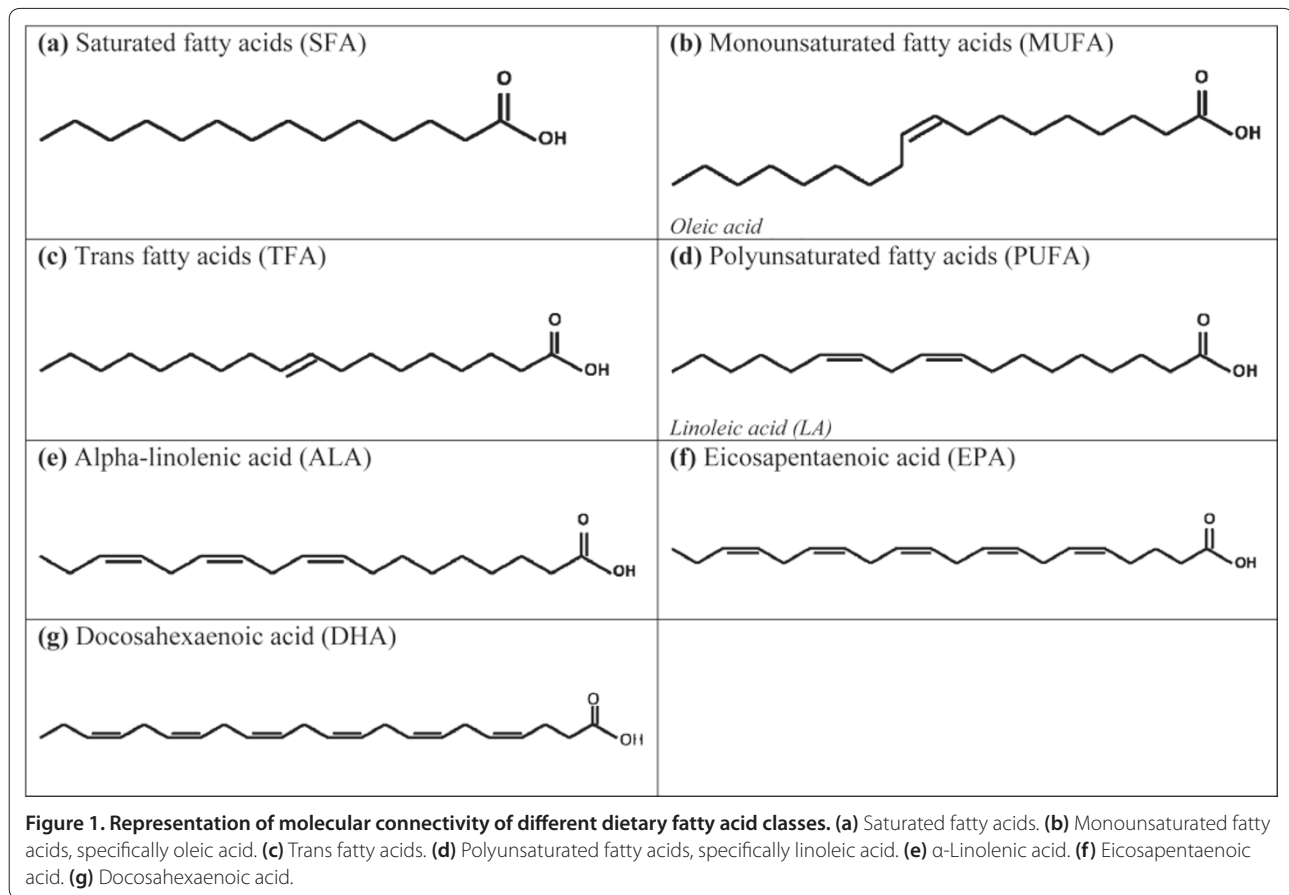 (a) Saturated fatty acids (SFA)
O
OH
(b) Monounsaturated fatty acids (MUFA)
O
OH
Oleic acid
(c) Trans fatty acids (TFA)
O
OH
(d) Polyunsaturated fatty acids (PUFA)
O
OH
Linoleic acid (LA)
(e) Alpha-linolenic acid (ALA)
O
OH
(f) Eicosapentaenoic acid (EPA)
O
OH
(g) Docosahexaenoic acid (DHA)
O
OH
Figure 1. Representation of molecular connectivity of different dietary fatty acid classes. (a) Saturated fatty acids. (b) Monounsaturated fatty
acids, specifically oleic acid. (c) Trans fatty acids. (d) Polyunsaturated fatty acids, specifically linoleic acid. (e) α-Linolenic acid. (f) Eicosapentaenoic
acid. (g) Docosahexaenoic acid.